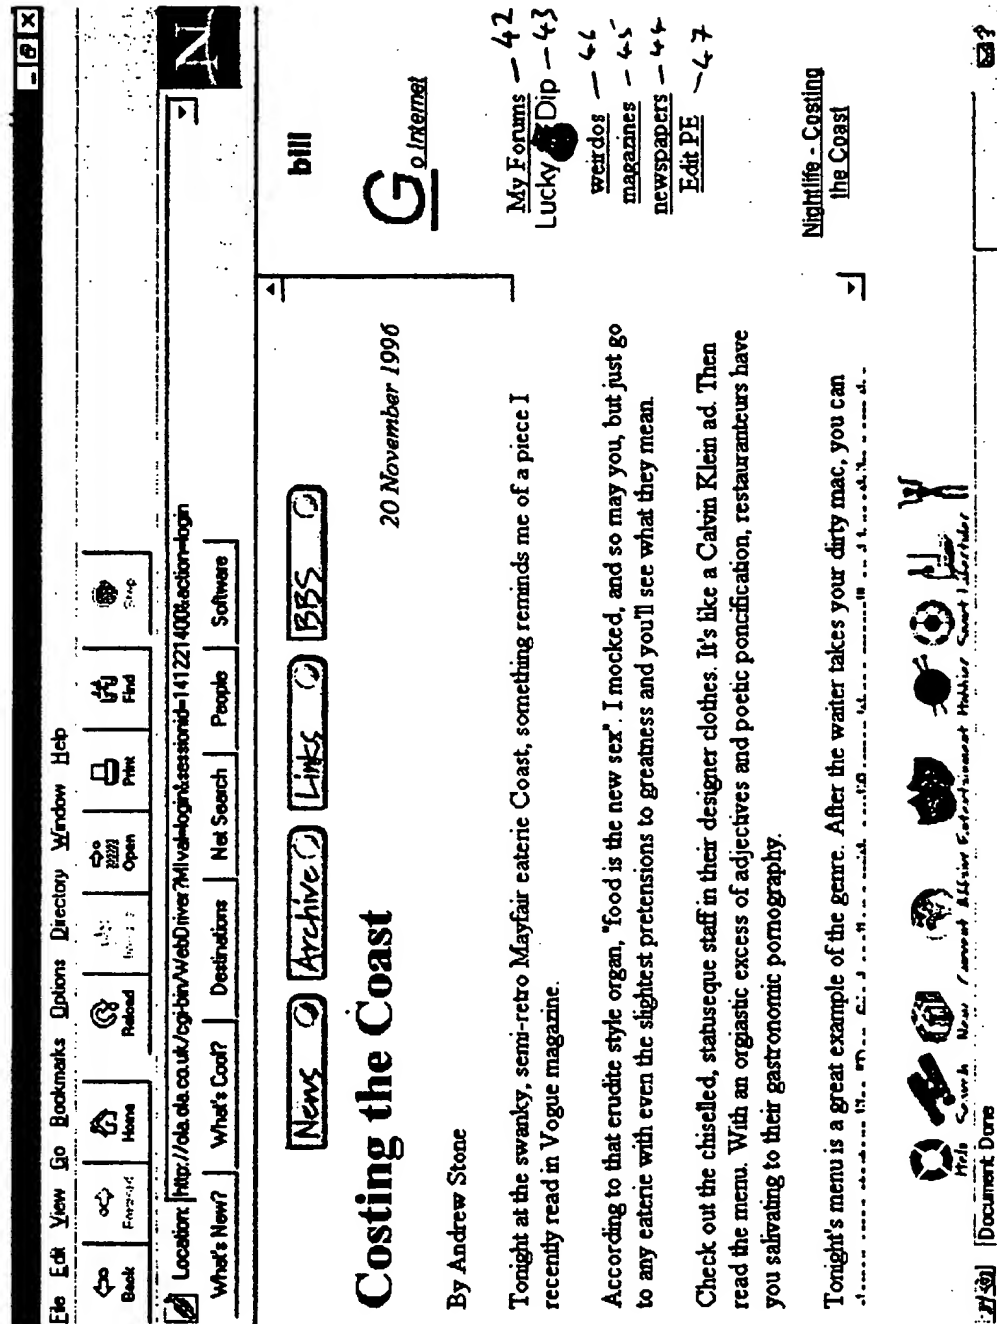 File Edit View Go Bookmarks Options Directory Window Help
Back Forward Home Reload Open Print Find Stop
Location: http://ola.ola.co.uk/cgi-bin/WebDriver?MIval=login&sessionid=141221400&action=login
N
What's New? What's Cool? Destinations Net Search People Software
News Archive Links BBS
Costing the Coast
20 November 1996
By Andrew Stone
Tonight at the swanky, semi-retro Mayfair eaterie Coast, something reminds me of a piece I
recently read in Vogue magazine.
According to that erudite style organ, "food is the new sex". I mocked, and so may you, but just go
to any eaterie with even the slightest pretensions to greatness and you'll see what they mean.
Check out the chiselled, statuseque staff in their designer clothes. It's like a Calvin Klein ad. Then
read the menu. With an orgiastic excess of adjectives and poetic poncification, restauranteurs have
you salivating to their gastronomic pornography.
Tonight's menu is a great example of the genre. After the waiter takes your dirty mac, you can
bill
Go Internet
My Forums – 42
Lucky Dip – 43
weirdos – 46
magazines – 45
newspapers – 44
Edit PE – 47
Nightlife - Costing
the Coast
Help Search News Current Affairs Entertainment Hobbies Sport Lifestyles
Document: Done